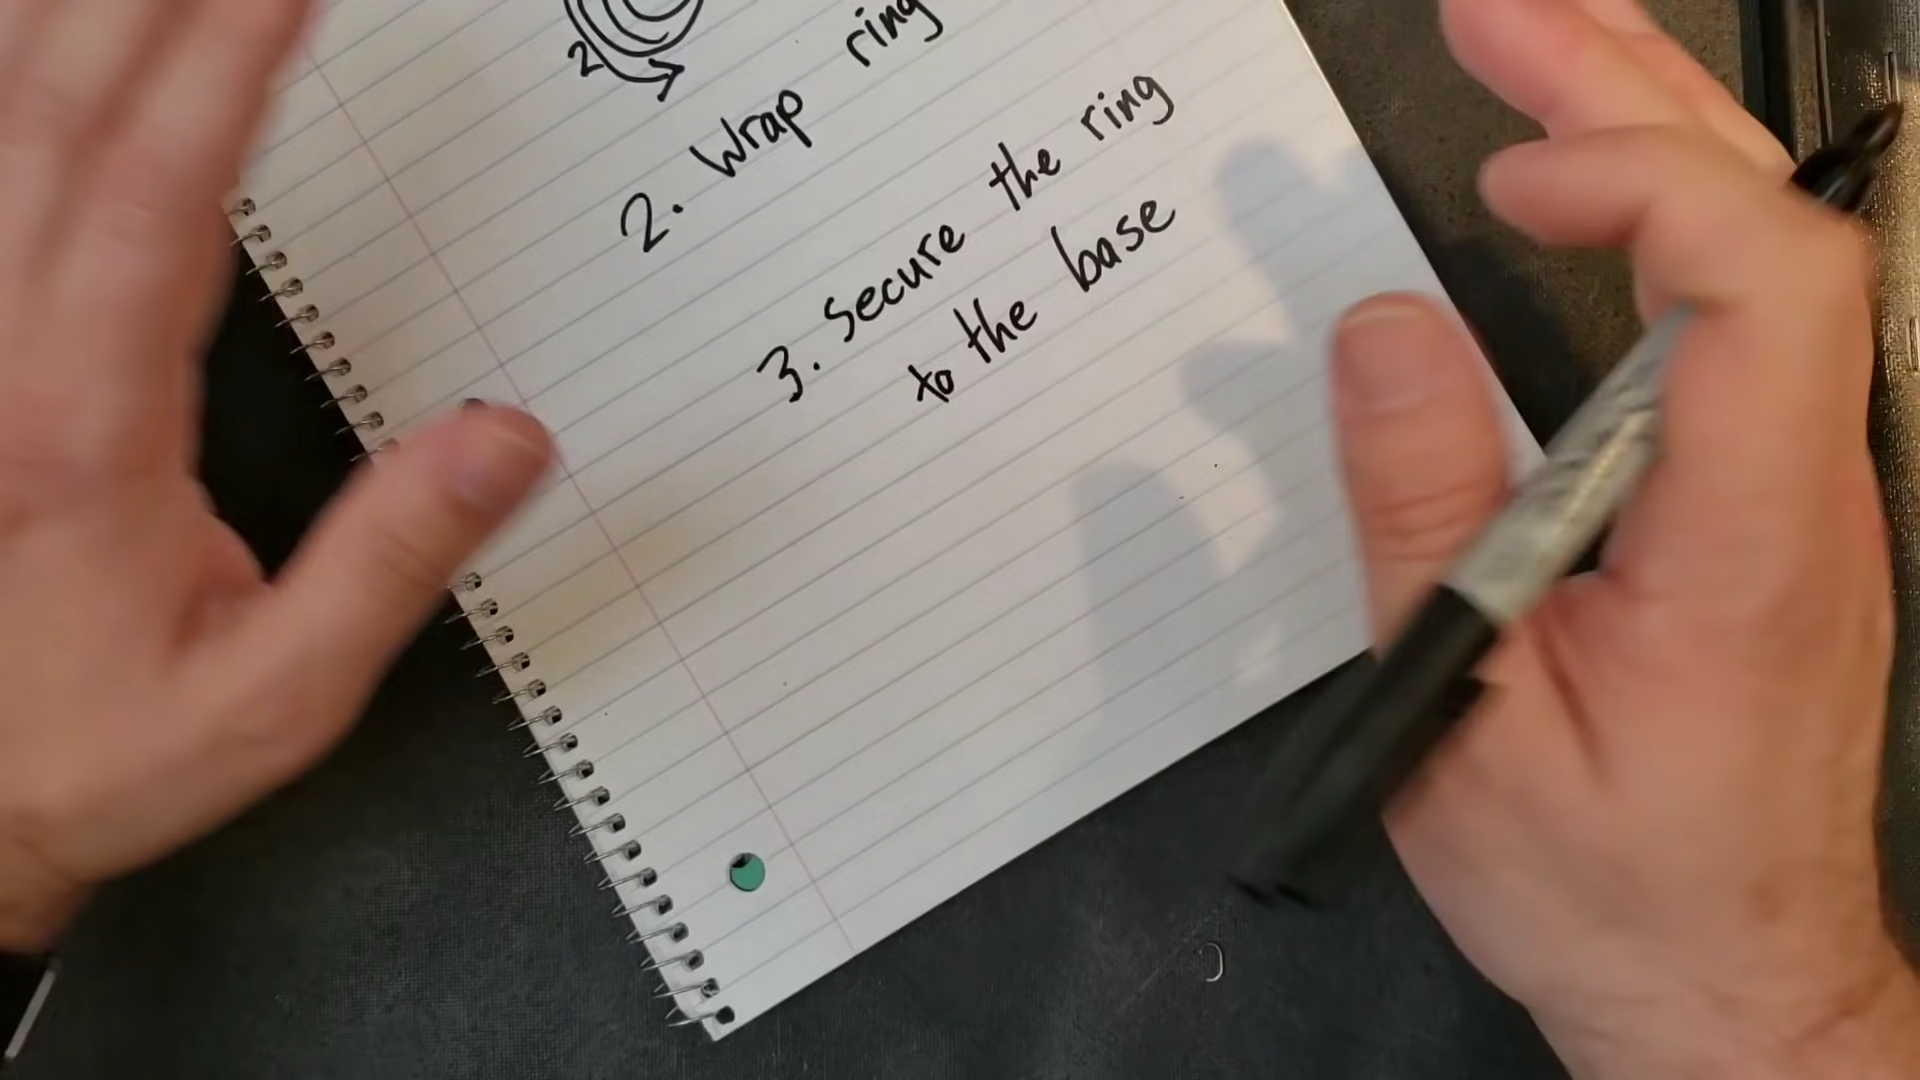 2
2. Wrap ring
3. secure the ring
to the base